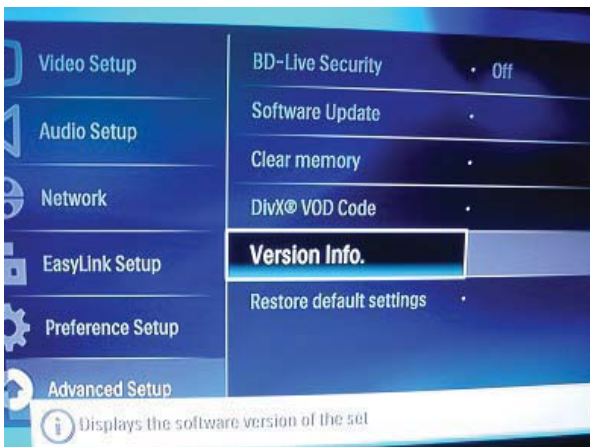 Video Setup
Audio Setup
Network
EasyLink Setup
Preference Setup
Advanced Setup
BD-Live Security · Off
Software Update ·
Clear memory ·
DivX® VOD Code ·
Version Info.
Restore default settings ·
Displays the software version of the set